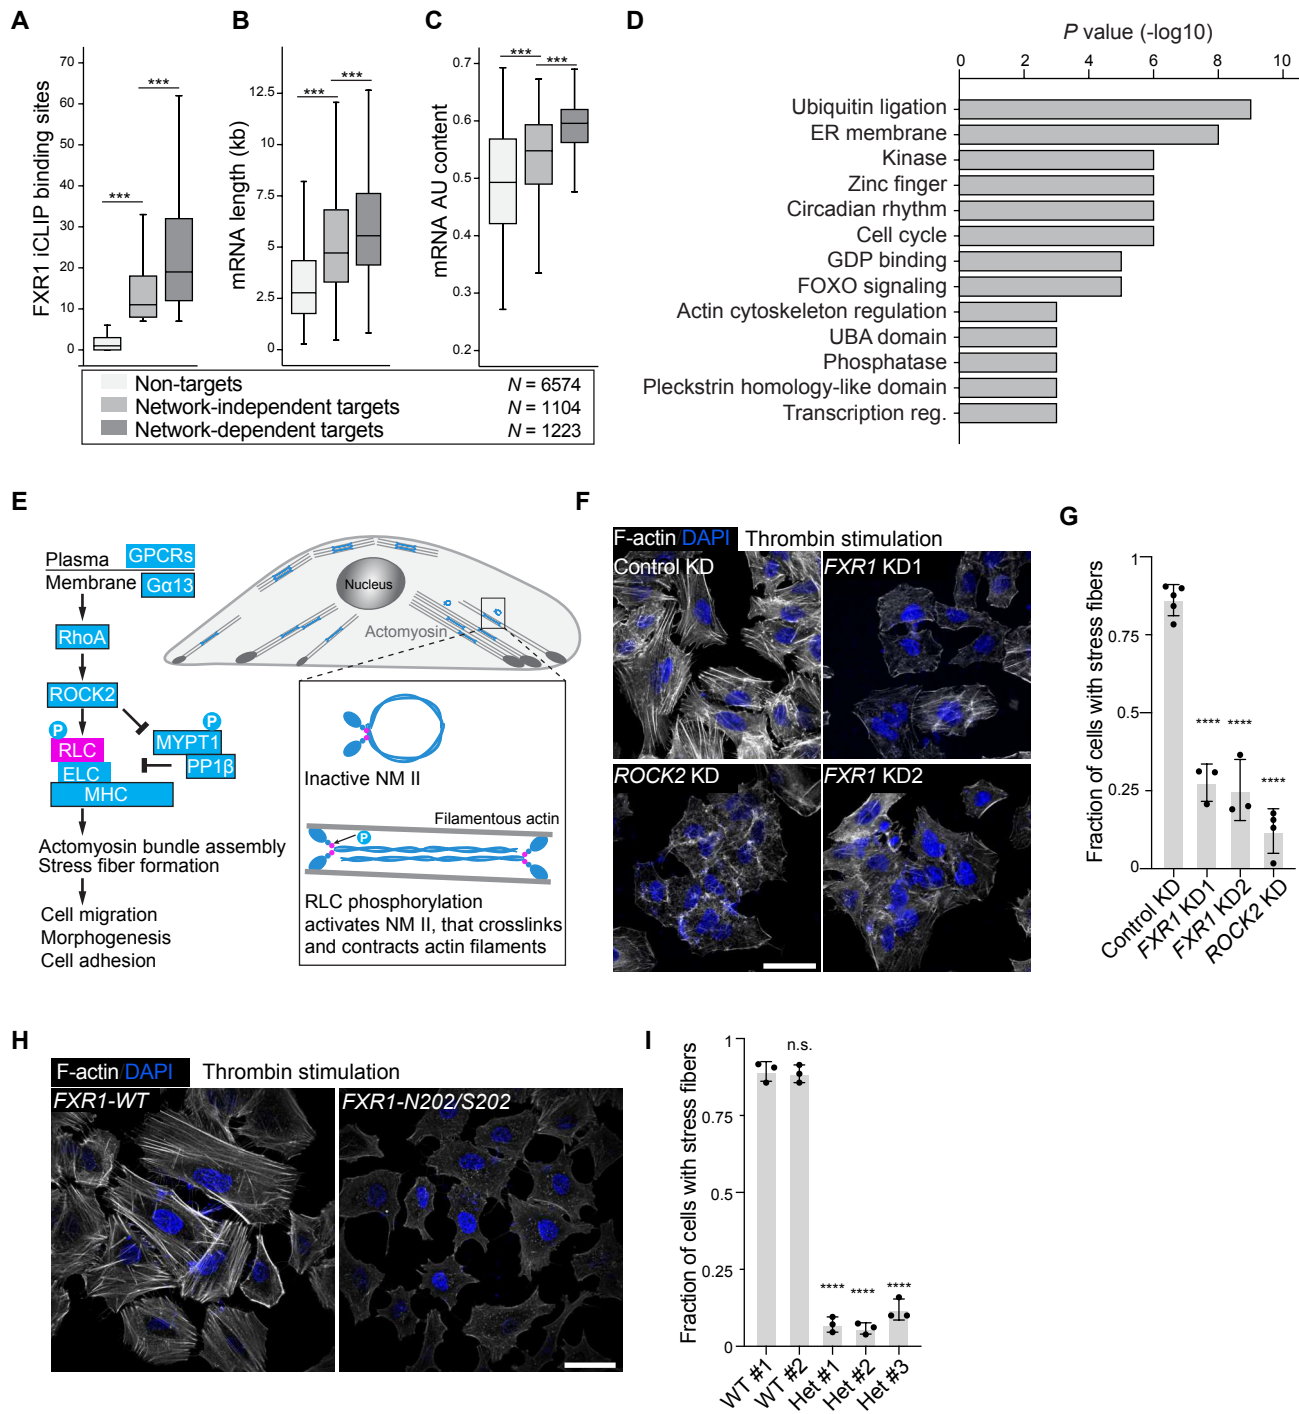 A
FXR1 iCLIP binding sites
70
60
50
40
30
20
10
0
***
***
B
mRNA length (kb)
12.5
10
7.5
5
2.5
0
***
***
C
mRNA AU content
0.7
0.6
0.5
0.4
0.3
0.2
***
***
Non-targets N = 6574
Network-independent targets N = 1104
Network-dependent targets N = 1223
D
P value (-log10)
0 2 4 6 8 10
Ubiquitin ligation
ER membrane
Kinase
Zinc finger
Circadian rhythm
Cell cycle
GDP binding
FOXO signaling
Actin cytoskeleton regulation
UBA domain
Phosphatase
Pleckstrin homology-like domain
Transcription reg.
E
Plasma
Membrane
GPCRs
Gα13
RhoA
ROCK2
P
RLC
ELC
MHC
P
MYPT1
PP1β
Actomyosin bundle assembly
Stress fiber formation
Cell migration
Morphogenesis
Cell adhesion
Nucleus
Actomyosin
Inactive NM II
Filamentous actin
P
RLC phosphorylation
activates NM II, that crosslinks
and contracts actin filaments
F
F-actin/DAPI Thrombin stimulation
Control KD
FXR1 KD1
ROCK2 KD
FXR1 KD2
G
Fraction of cells with stress fibers
1
0.75
0.5
0.25
0
****
****
****
Control KD
FXR1 KD1
FXR1 KD2
ROCK2 KD
H
F-actin/DAPI Thrombin stimulation
FXR1-WT
FXR1-N202/S202
I
Fraction of cells with stress fibers
1
0.75
0.5
0.25
0
n.s.
****
****
****
WT #1
WT #2
Het #1
Het #2
Het #3